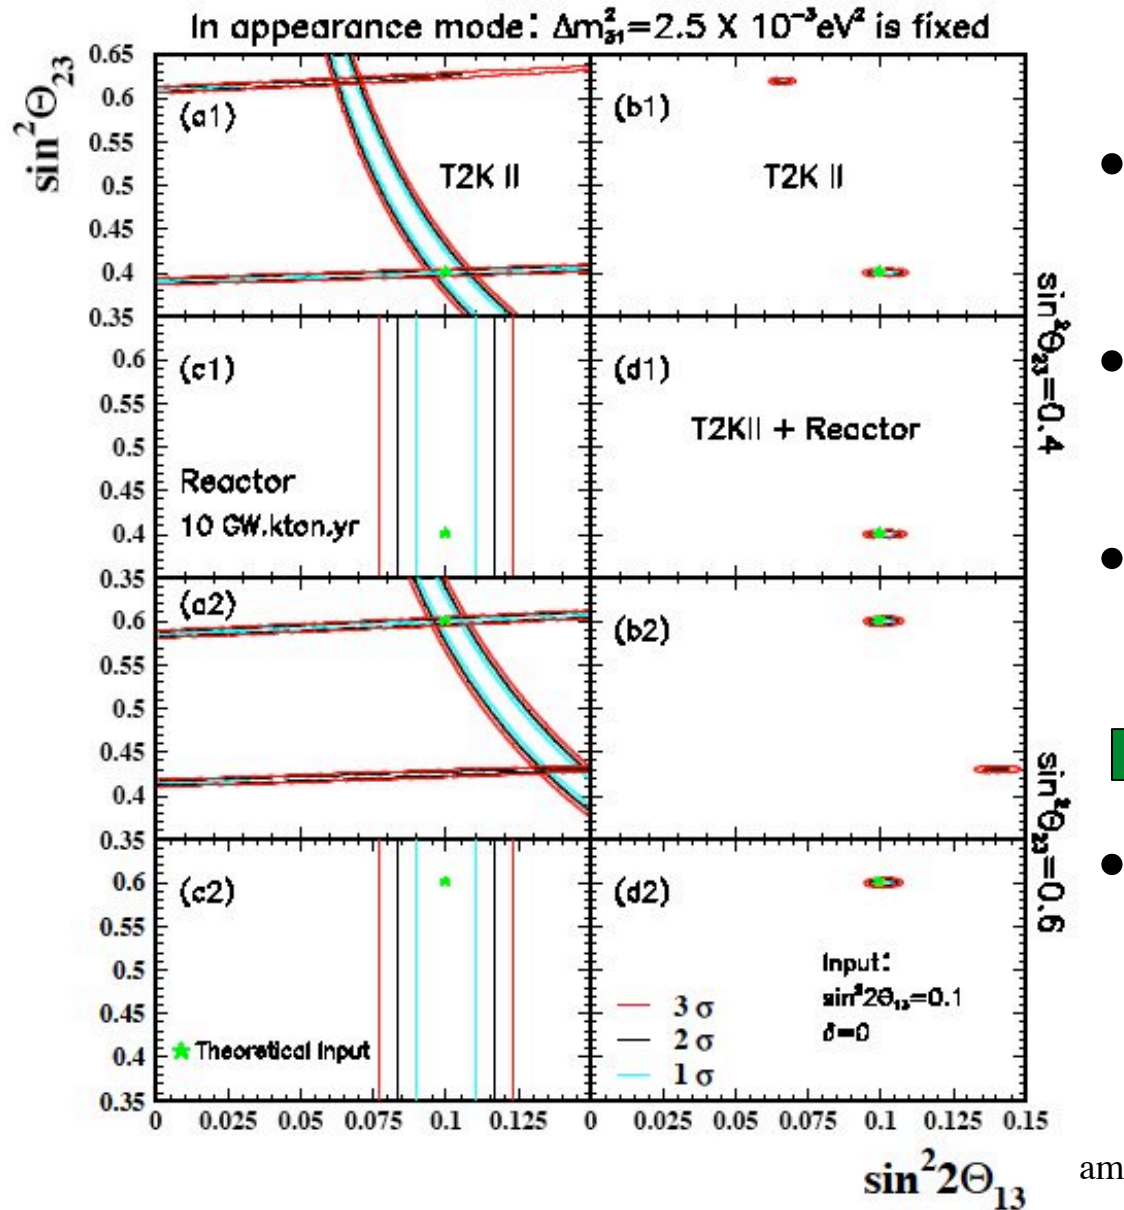 In appearance mode: Δm²₃₁=2.5 X 10⁻³eV² is fixed
sin²Θ₂₃
0.65
0.6
0.55
0.5
0.45
0.4
0.35
(a1)
T2K II
(b1)
T2K II
sin²Θ₂₃=0.4
0.6
0.55
0.5
0.45
0.4
0.35
(c1)
Reactor
10 GW.kton.yr
(d1)
T2KII + Reactor
0.6
0.55
0.5
0.45
0.4
0.35
(a2)
(b2)
sin²Θ₂₃=0.6
0.6
0.55
0.5
0.45
0.4
0.35
(c2)
Theoretical Input
(d2)
Input:
sin²2Θ₁₃=0.1
δ=0
3 σ
2 σ
1 σ
0 0.025 0.05 0.075 0.1 0.125 0 0.025 0.05 0.075 0.1 0.125 0.15
sin²2Θ₁₃
am